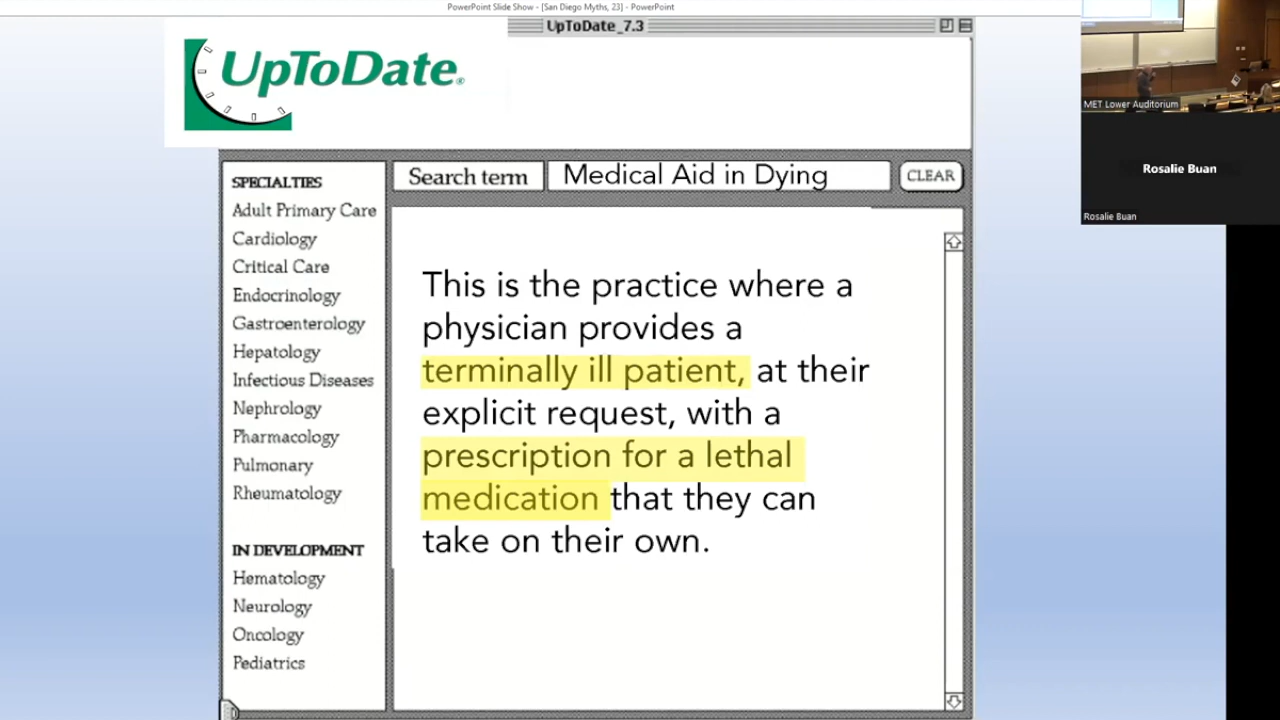 PowerPoint Slide Show - [San Diego Myths, 23] - PowerPoint
UpToDate_7.3
UpToDate®
SPECIALTIES
Adult Primary Care
Cardiology
Critical Care
Endocrinology
Gastroenterology
Hepatology
Infectious Diseases
Nephrology
Pharmacology
Pulmonary
Rheumatology
IN DEVELOPMENT
Hematology
Neurology
Oncology
Pediatrics
Search term
Medical Aid in Dying
CLEAR
This is the practice where a
physician provides a
terminally ill patient, at their
explicit request, with a
prescription for a lethal
medication that they can
take on their own.
MET Lower Auditorium
Rosalie Buan
Rosalie Buan